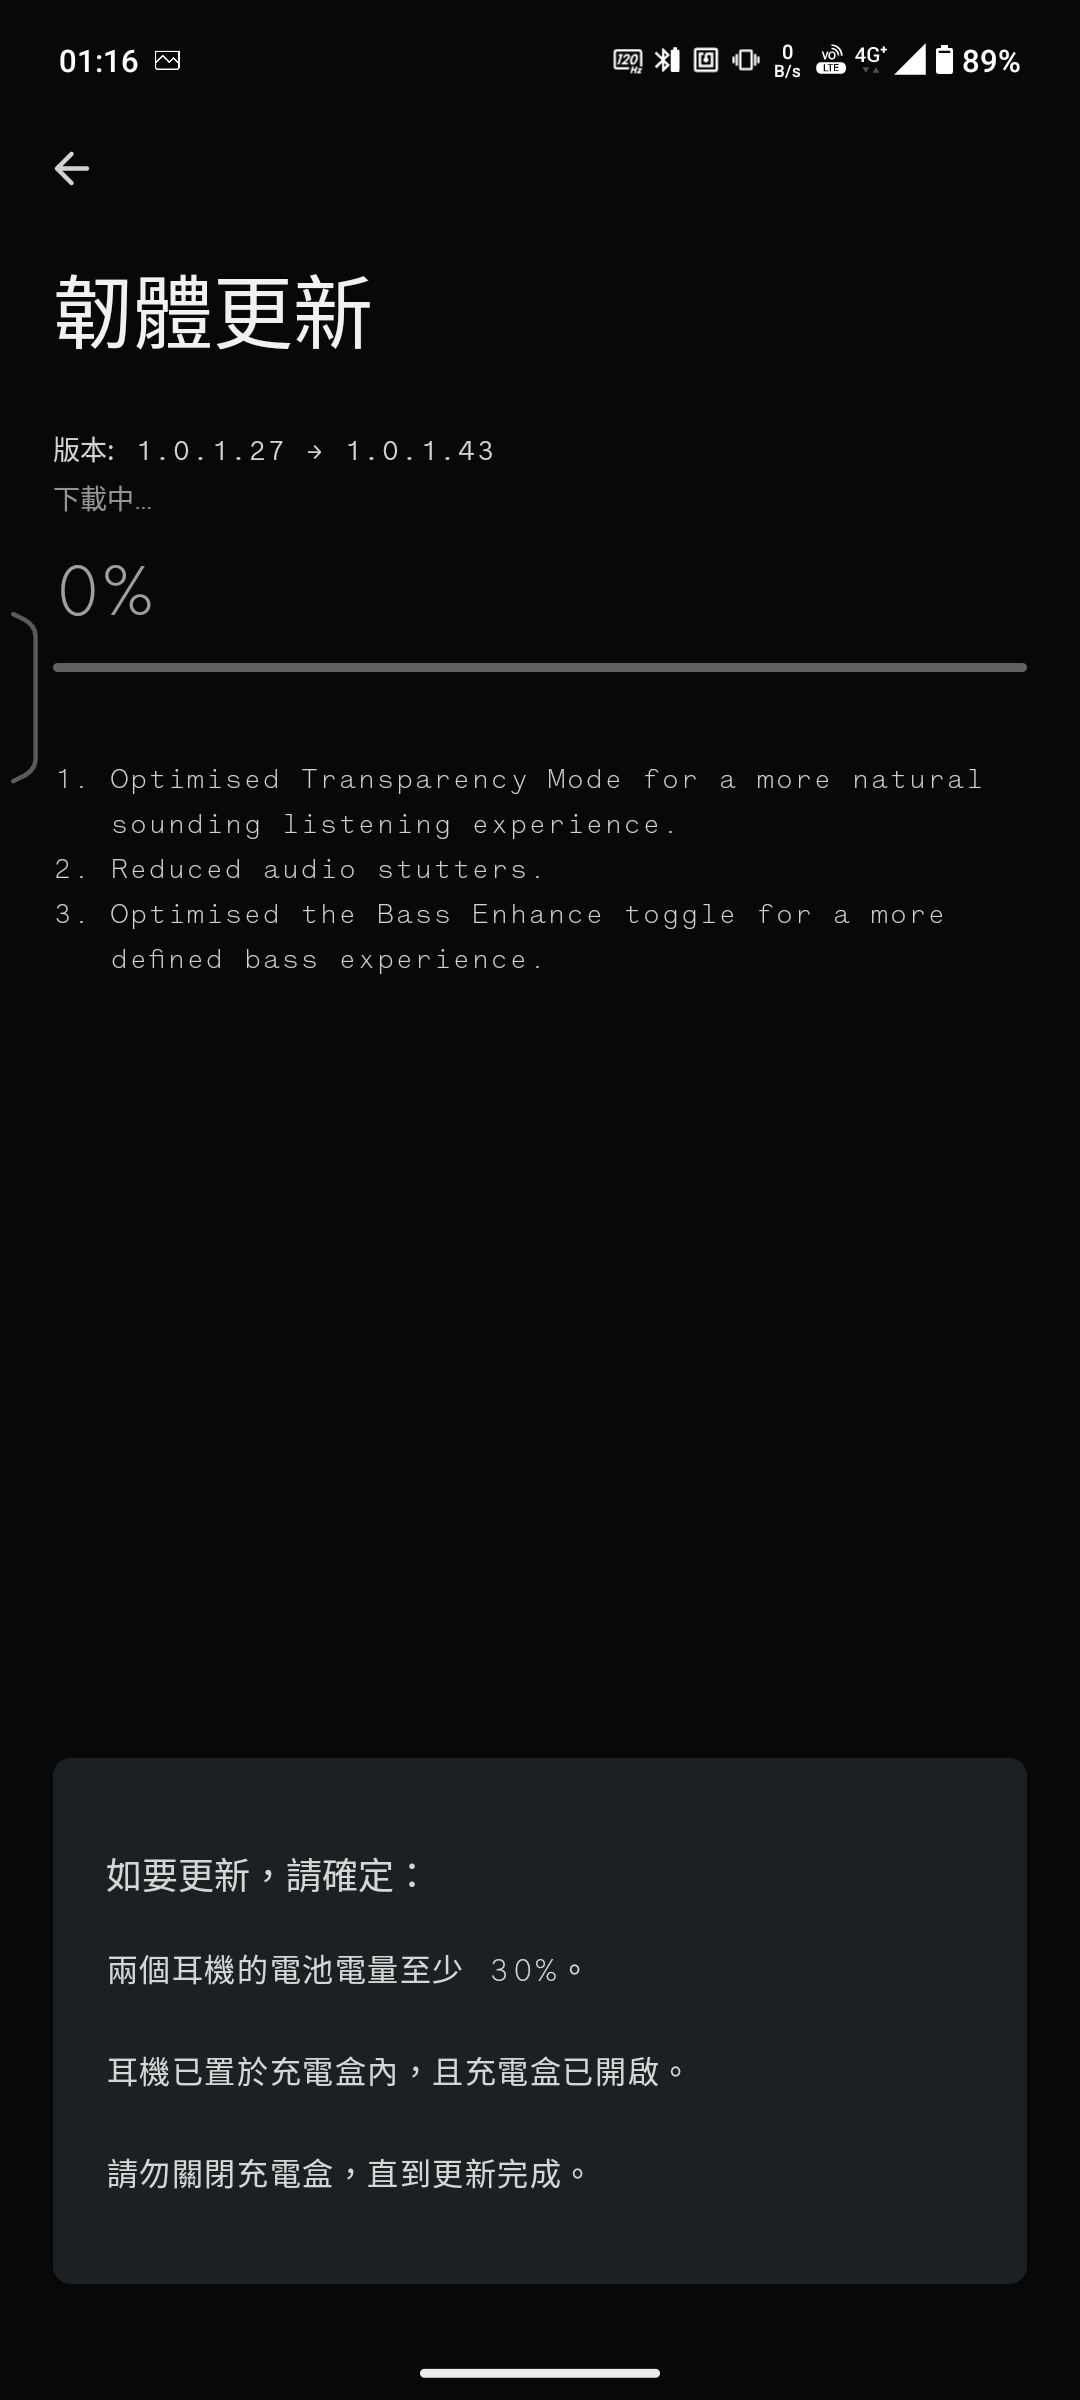 01:16 120 Hz 0 B/s VO LTE 4G+ 89%
韌體更新
版本: 1.0.1.27 → 1.0.1.43
下載中...
0%
1. Optimised Transparency Mode for a more natural
sounding listening experience.
2. Reduced audio stutters.
3. Optimised the Bass Enhance toggle for a more
defined bass experience.
如要更新，請確定：
兩個耳機的電池電量至少 30%。
耳機已置於充電盒內，且充電盒已開啟。
請勿關閉充電盒，直到更新完成。